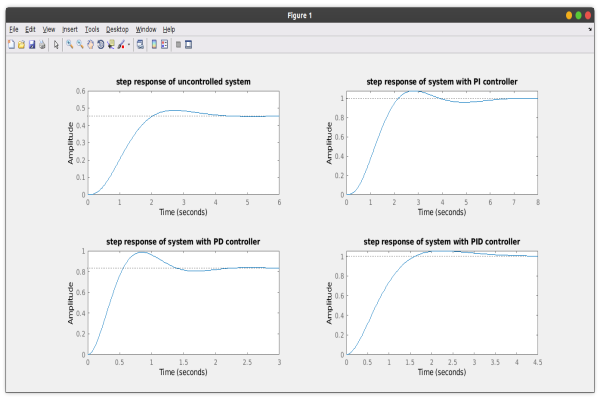 Figure 1
File Edit View Insert Tools Desktop Window Help
step response of uncontrolled system
0.6
0.5
0.4
0.3
0.2
0.1
0
Amplitude
0 1 2 3 4 5 6
Time (seconds)
step response of system with PI controller
1
0.8
0.6
0.4
0.2
0
Amplitude
0 1 2 3 4 5 6 7 8
Time (seconds)
step response of system with PD controller
1
0.8
0.6
0.4
0.2
0
Amplitude
0 0.5 1 1.5 2 2.5 3
Time (seconds)
step response of system with PID controller
1
0.8
0.6
0.4
0.2
0
Amplitude
0 0.5 1 1.5 2 2.5 3 3.5 4 4.5
Time (seconds)